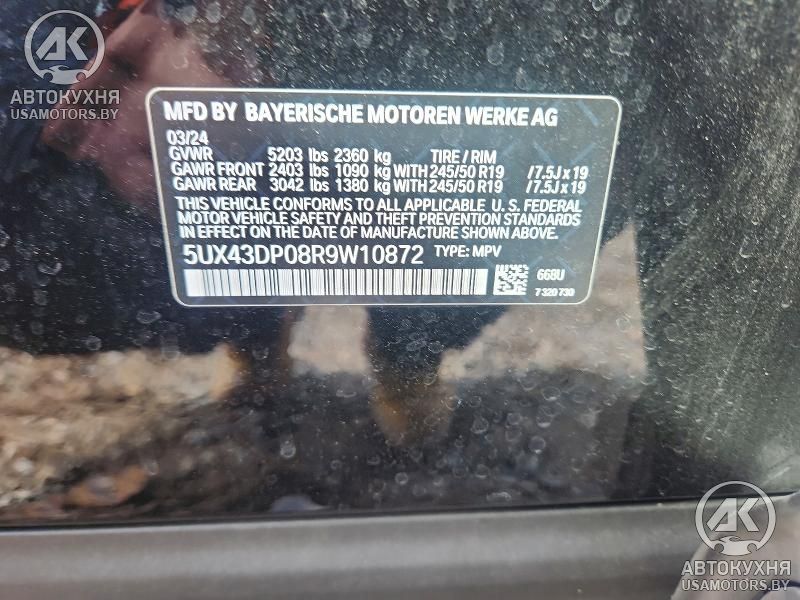 AK
АВТОКУХНЯ
USAMOTORS.BY
MFD BY BAYERISCHE MOTOREN WERKE AG
03/24
GVWR 5203 lbs 2360 kg TIRE / RIM
GAWR FRONT 2403 lbs 1090 kg WITH 245/50 R19 /7.5J x 19
GAWR REAR 3042 lbs 1380 kg WITH 245/50 R19 /7.5J x 19
THIS VEHICLE CONFORMS TO ALL APPLICABLE U. S. FEDERAL
MOTOR VEHICLE SAFETY AND THEFT PREVENTION STANDARDS
IN EFFECT ON THE DATE OF MANUFACTURE SHOWN ABOVE.
5UX43DP08R9W10872 TYPE: MPV
668U
7 320 730
AK
АВТОКУХНЯ
USAMOTORS.BY